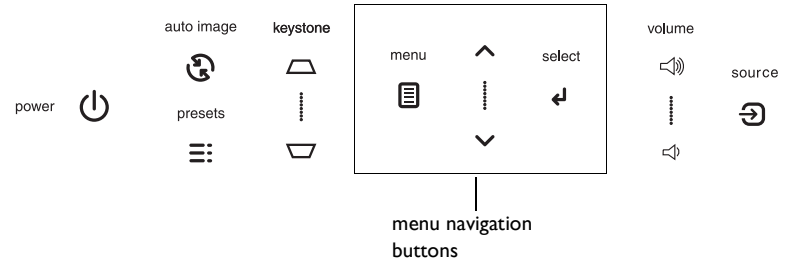 auto image
keystone
menu
select
volume
source
power
presets
menu navigation
buttons